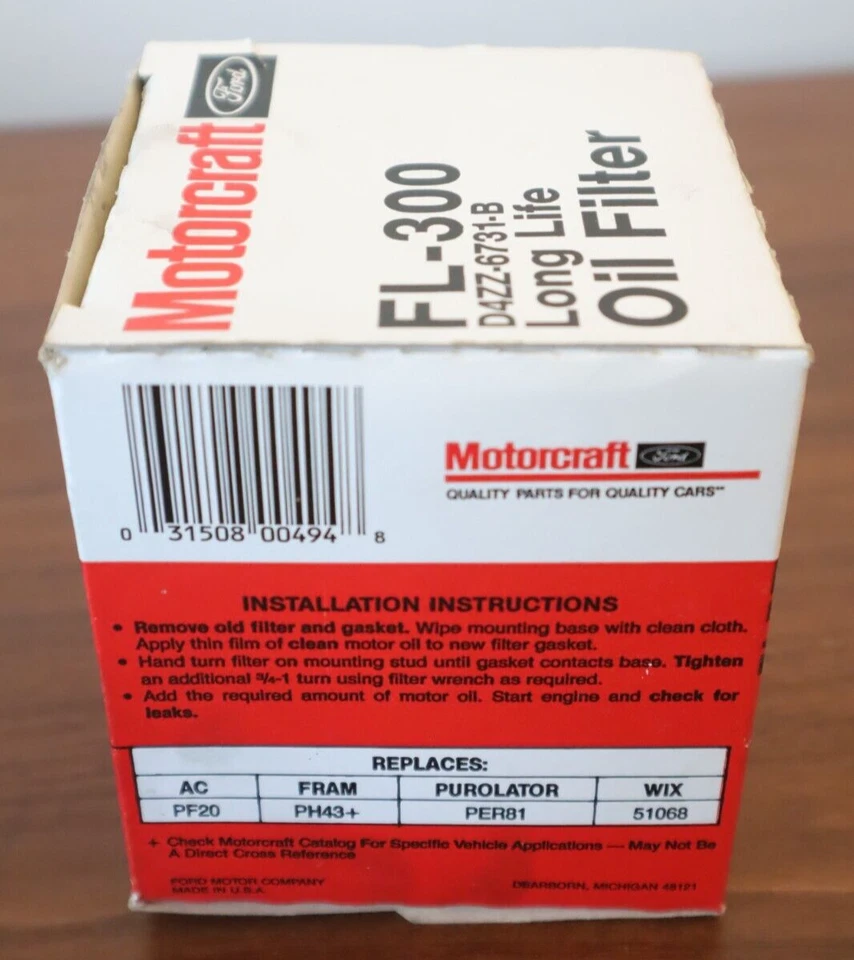 Motorcraft Ford
FL-300
D4ZZ-6731-B
Long Life
Oil Filter
0 31508 00494 8
Motorcraft Ford
QUALITY PARTS FOR QUALITY CARS℠
INSTALLATION INSTRUCTIONS
• Remove old filter and gasket. Wipe mounting base with clean cloth.
Apply thin film of clean motor oil to new filter gasket.
• Hand turn filter on mounting stud until gasket contacts base. Tighten
an additional 3/4-1 turn using filter wrench as required.
• Add the required amount of motor oil. Start engine and check for
leaks.
REPLACES:
AC FRAM PUROLATOR WIX
PF20 PH43+ PER81 51068
+ Check Motorcraft Catalog For Specific Vehicle Applications — May Not Be
A Direct Cross Reference
FORD MOTOR COMPANY DEARBORN, MICHIGAN 48121
MADE IN U.S.A.